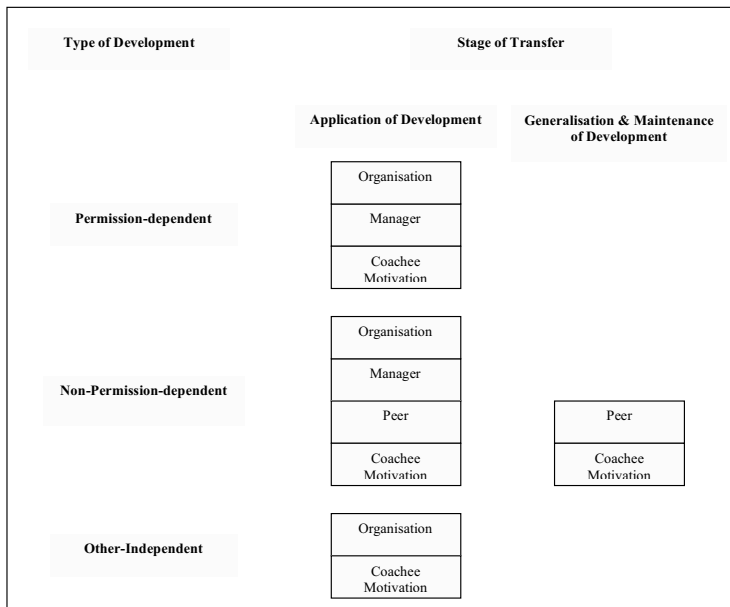 Type of Development
Stage of Transfer
Application of Development
Generalisation & Maintenance
of Development
Permission-dependent
Organisation
Manager
Coachee
Motivation
Non-Permission-dependent
Organisation
Manager
Peer
Coachee
Motivation
Peer
Coachee
Motivation
Other-Independent
Organisation
Coachee
Motivation